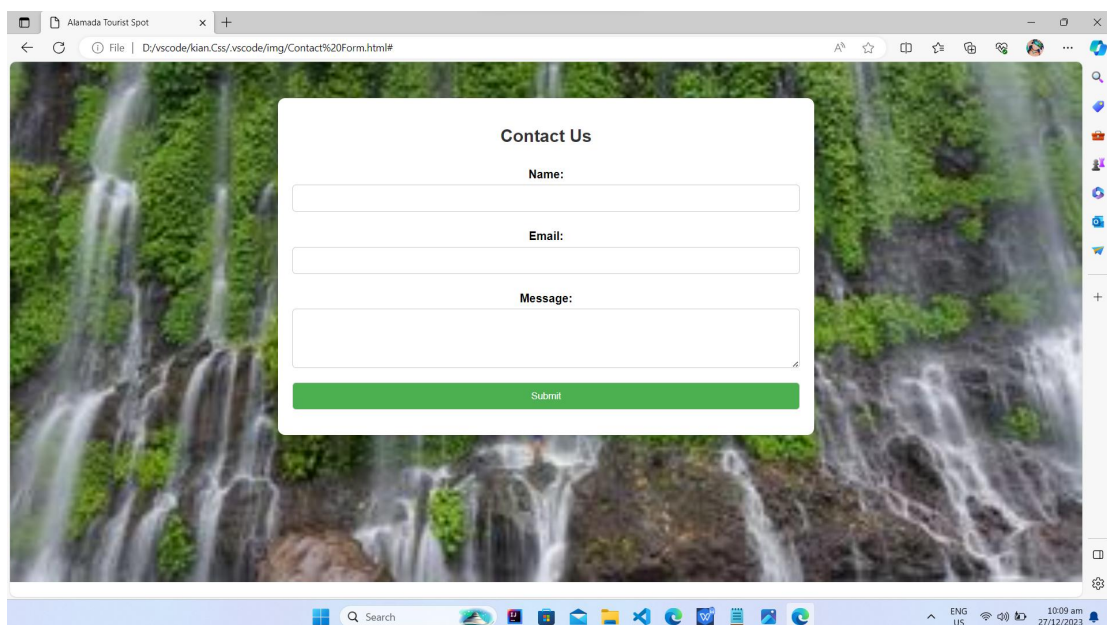 Alamada Tourist Spot
File | D:/vscode/kian.Css/.vscode/img/Contact%20Form.html#
Contact Us
Name:
Email:
Message:
Submit
Search
ENG
US
10:09 am
27/12/2023